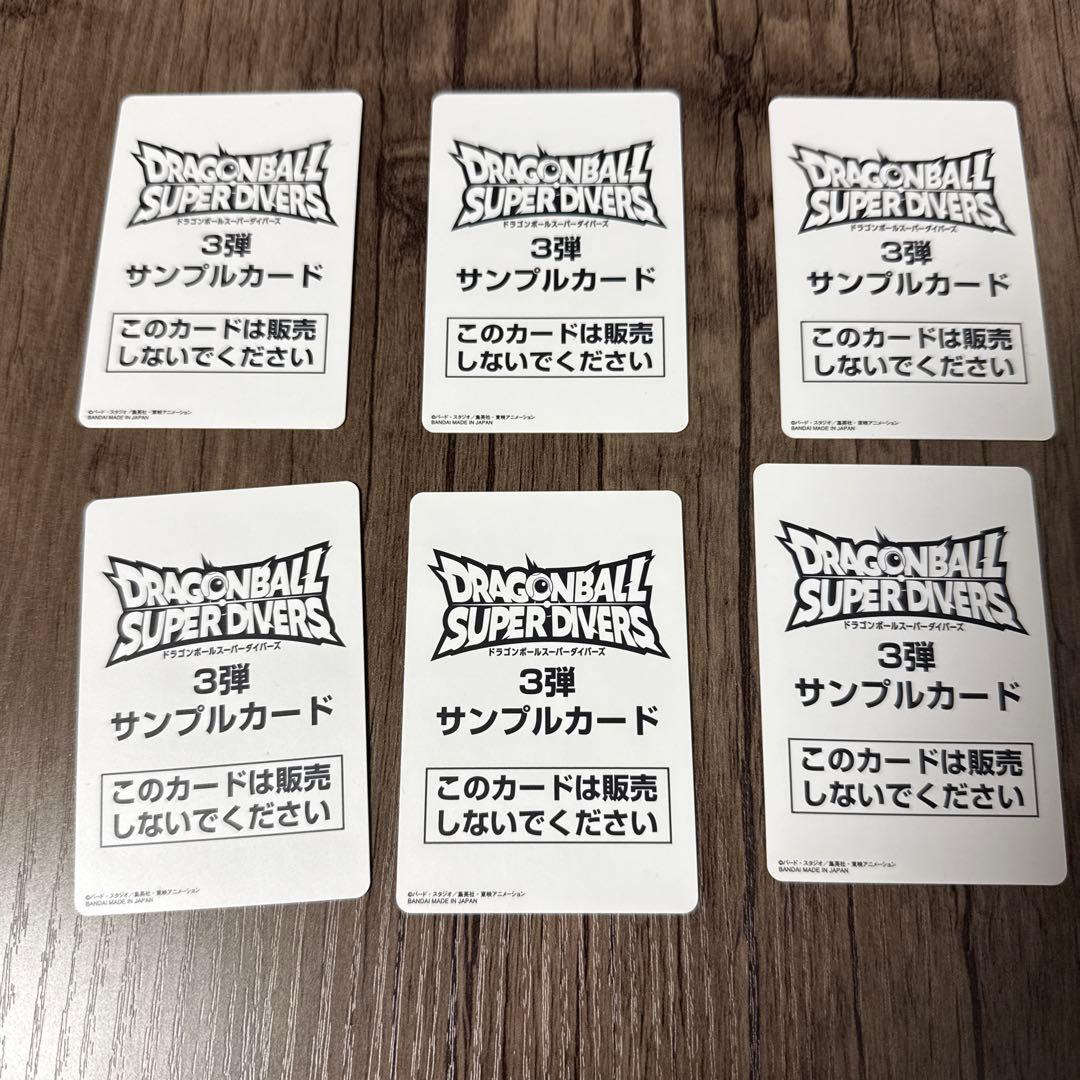 DRAGONBALL
SUPER DIVERS
ドラゴンボールスーパーダイバーズ
3弾
サンプルカード
このカードは販売
しないでください
©バード・スタジオ/集英社・東映アニメーション
BANDAI MADE IN JAPAN
DRAGONBALL
SUPER DIVERS
ドラゴンボールスーパーダイバーズ
3弾
サンプルカード
このカードは販売
しないでください
©バード・スタジオ/集英社・東映アニメーション
BANDAI MADE IN JAPAN
DRAGONBALL
SUPER DIVERS
ドラゴンボールスーパーダイバーズ
3弾
サンプルカード
このカードは販売
しないでください
©バード・スタジオ/集英社・東映アニメーション
BANDAI MADE IN JAPAN
DRAGONBALL
SUPER DIVERS
ドラゴンボールスーパーダイバーズ
3弾
サンプルカード
このカードは販売
しないでください
©バード・スタジオ/集英社・東映アニメーション
BANDAI MADE IN JAPAN
DRAGONBALL
SUPER DIVERS
ドラゴンボールスーパーダイバーズ
3弾
サンプルカード
このカードは販売
しないでください
©バード・スタジオ/集英社・東映アニメーション
BANDAI MADE IN JAPAN
DRAGONBALL
SUPER DIVERS
ドラゴンボールスーパーダイバーズ
3弾
サンプルカード
このカードは販売
しないでください
©バード・スタジオ/集英社・東映アニメーション
BANDAI MADE IN JAPAN